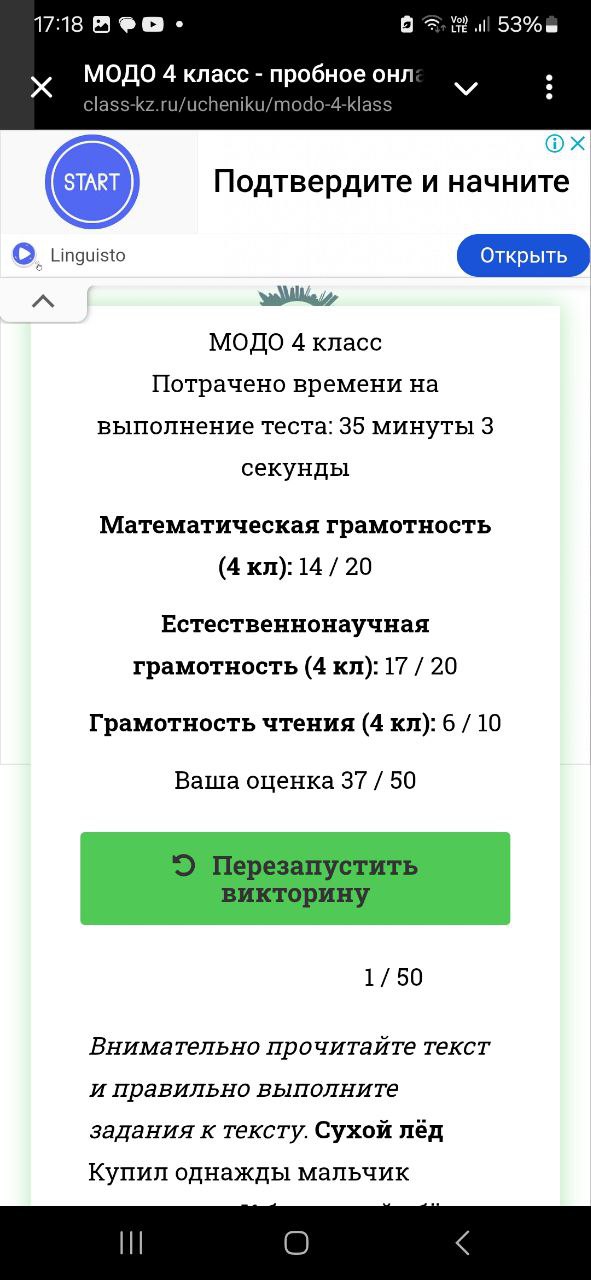 17:18
Vo)) LTE 53%
МОДО 4 класс - пробное онла
class-kz.ru/ucheniku/modo-4-klass
START
Подтвердите и начните
Linguisto
Открыть
МОДО 4 класс
Потрачено времени на
выполнение теста: 35 минуты 3
секунды
Математическая грамотность
(4 кл): 14 / 20
Естественнонаучная
грамотность (4 кл): 17 / 20
Грамотность чтения (4 кл): 6 / 10
Ваша оценка 37 / 50
Перезапустить
викторину
1 / 50
Внимательно прочитайте текст
и правильно выполните
задания к тексту. Сухой лёд
Купил однажды мальчик